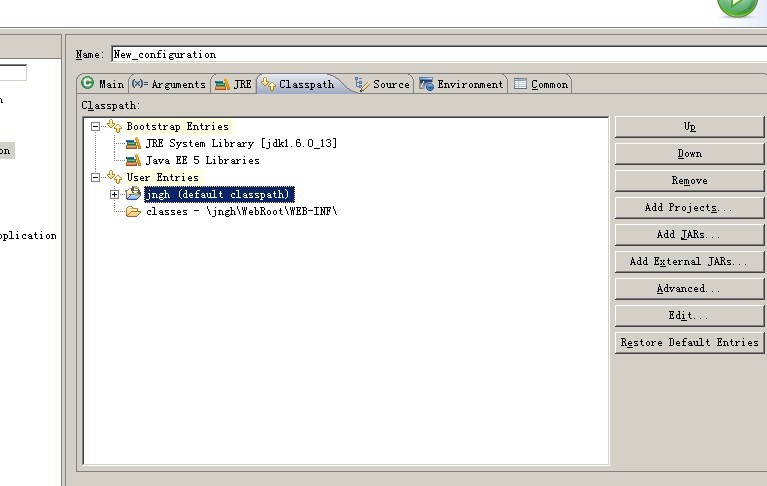 Name: New_configuration
Main (x)= Arguments JRE Classpath Source Environment Common
Classpath:
Bootstrap Entries
JRE System Library [jdk1.6.0_13]
Java EE 5 Libraries
User Entries
jngh (default classpath)
classes - \jngh\WebRoot\WEB-INF\
Up
Down
Remove
Add Projects...
Add JARs...
Add External JARs...
Advanced...
Edit...
Restore Default Entries
on
pplication